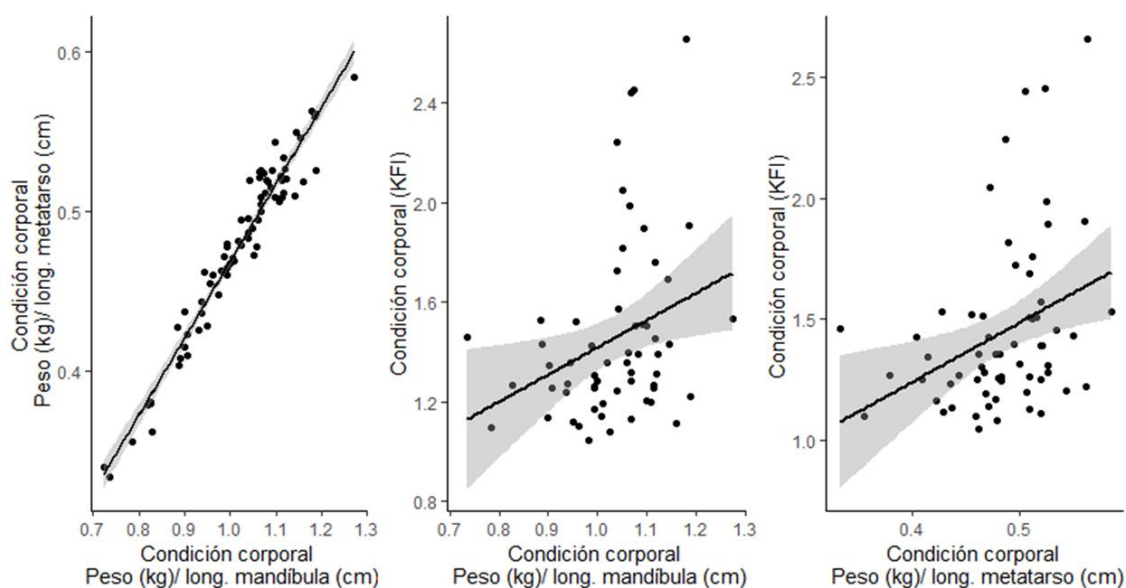 Condición corporal
Peso (kg)/ long. metatarso (cm)
0.6
0.5
0.4
0.7
0.8
0.9
1.0
1.1
1.2
1.3
Condición corporal
Peso (kg)/ long. mandíbula (cm)
Condición corporal (KFI)
2.4
2.0
1.6
1.2
0.8
0.7
0.8
0.9
1.0
1.1
1.2
1.3
Condición corporal
Peso (kg)/ long. mandíbula (cm)
Condición corporal (KFI)
2.5
2.0
1.5
1.0
0.4
0.5
Condición corporal
Peso (kg)/ long. metatarso (cm)